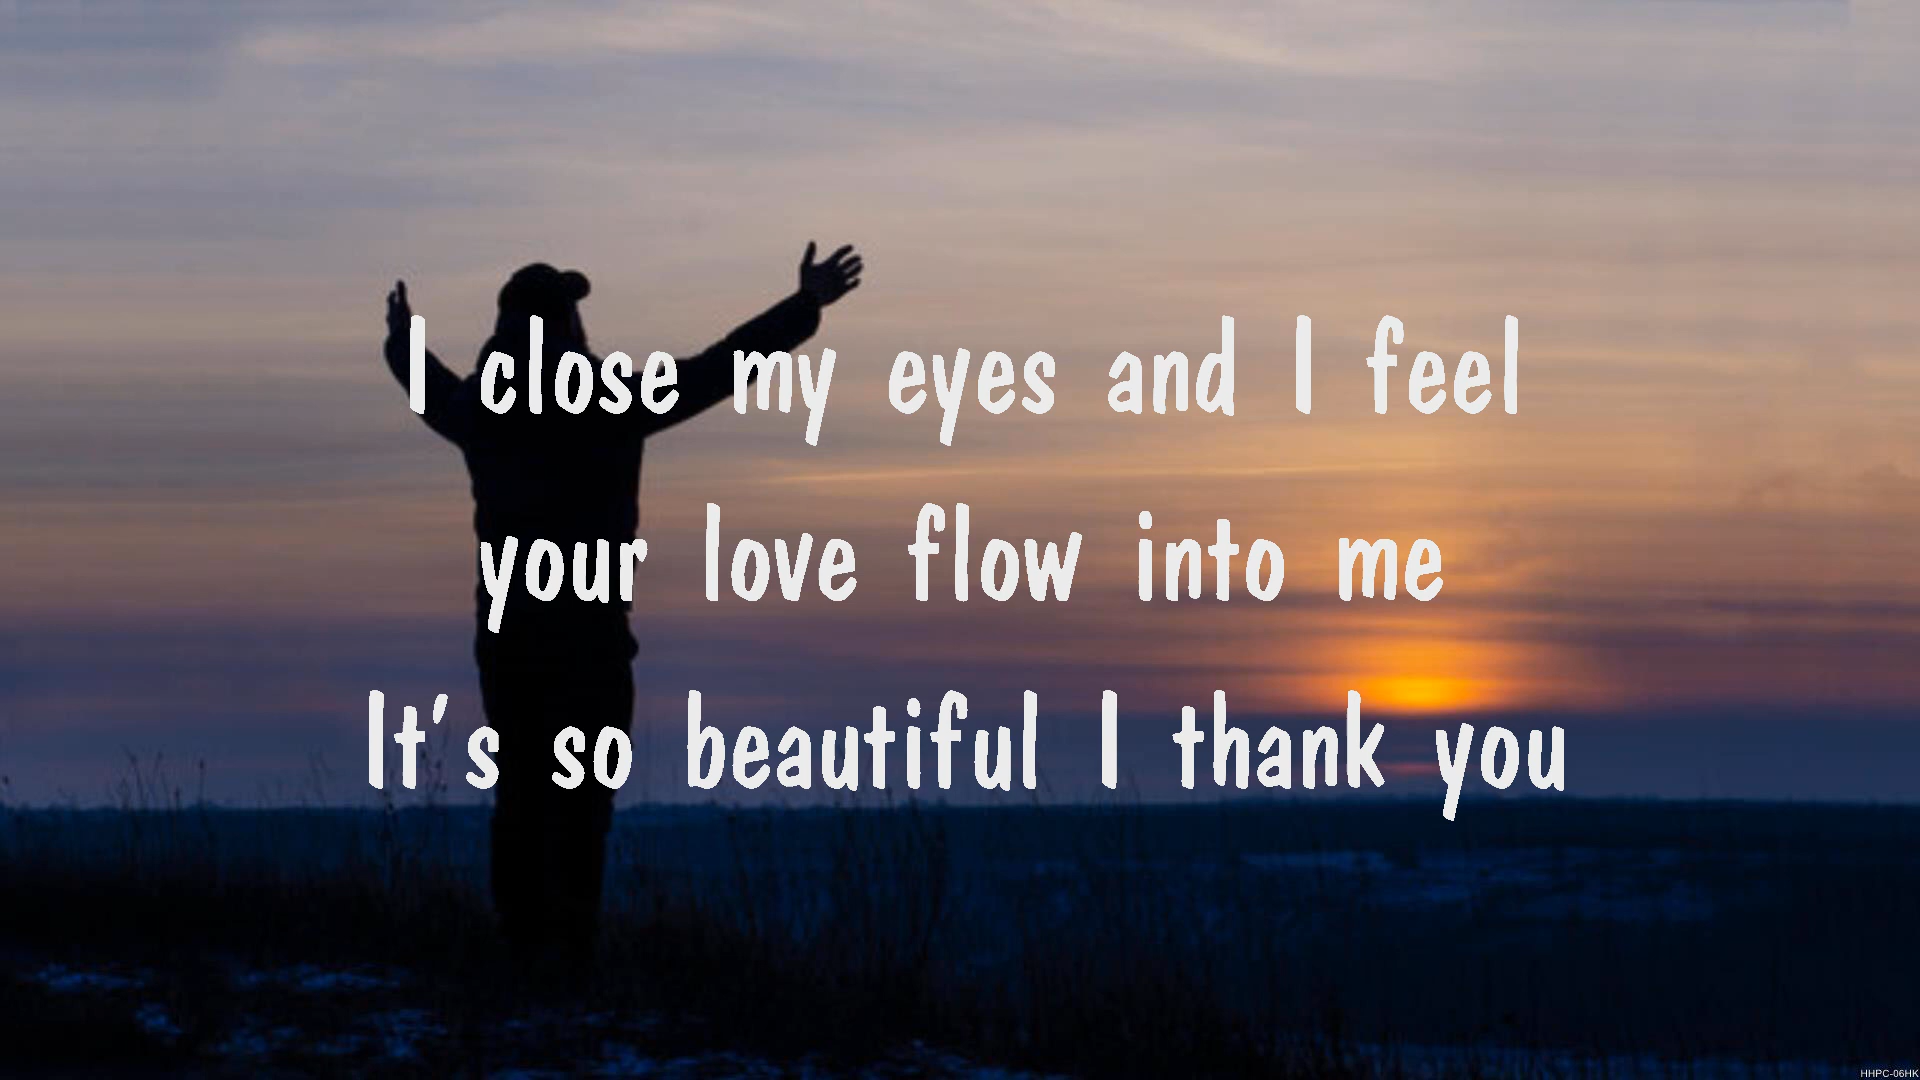 I close my eyes and I feel
your love flow into me
It's so beautiful I thank you
HHPC-06HK